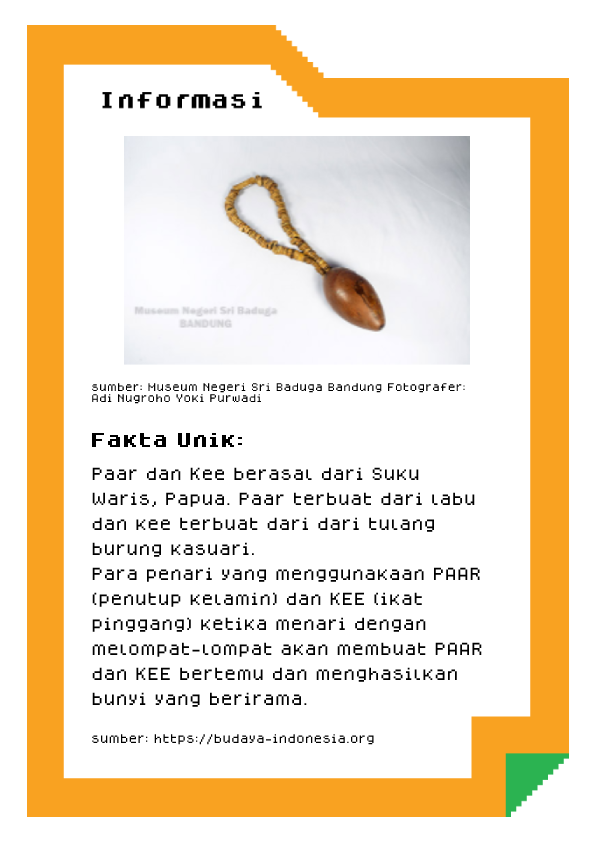 Informasi
Museum Negeri Sri Baduga
BANDUNG
sumber: Museum Negeri Sri Baduga Bandung Fotografer:
Adi Nugroho Yoki Purwadi
Fakta Unik:
Paar dan Kee berasal dari Suku
Waris, Papua. Paar terbuat dari labu
dan kee terbuat dari dari tulang
burung kasuari.
Para penari yang menggunakaan PAAR
(penutup kelamin) dan KEE (ikat
pinggang) ketika menari dengan
melompat-lompat akan membuat PAAR
dan KEE bertemu dan menghasilkan
bunyi yang berirama.
sumber: https://budaya-indonesia.org